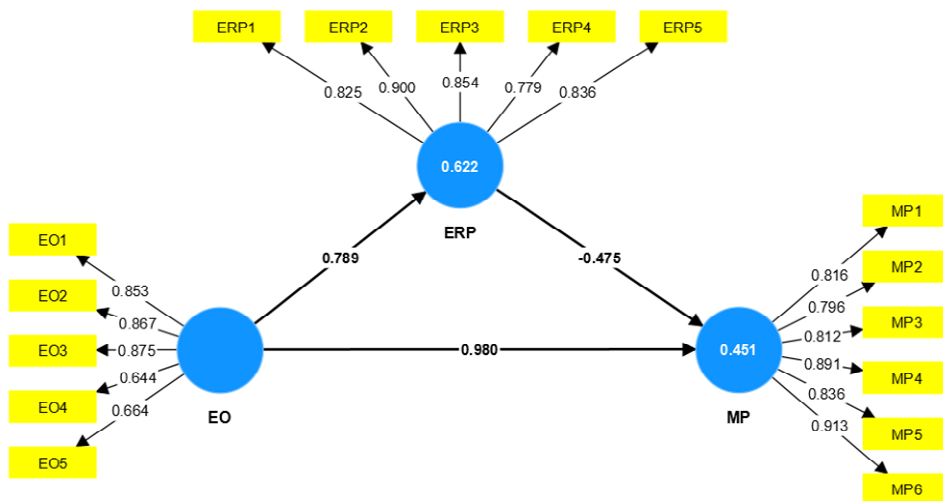 ERP1 ERP2 ERP3 ERP4 ERP5
0.825 0.900 0.854 0.779 0.836
0.622
ERP
0.789 -0.475
EO1
EO2
EO3
EO4
EO5
0.853
0.867
0.875
0.644
0.664
EO
0.980
0.451
MP
0.816
0.796
0.812
0.891
0.836
0.913
MP1
MP2
MP3
MP4
MP5
MP6